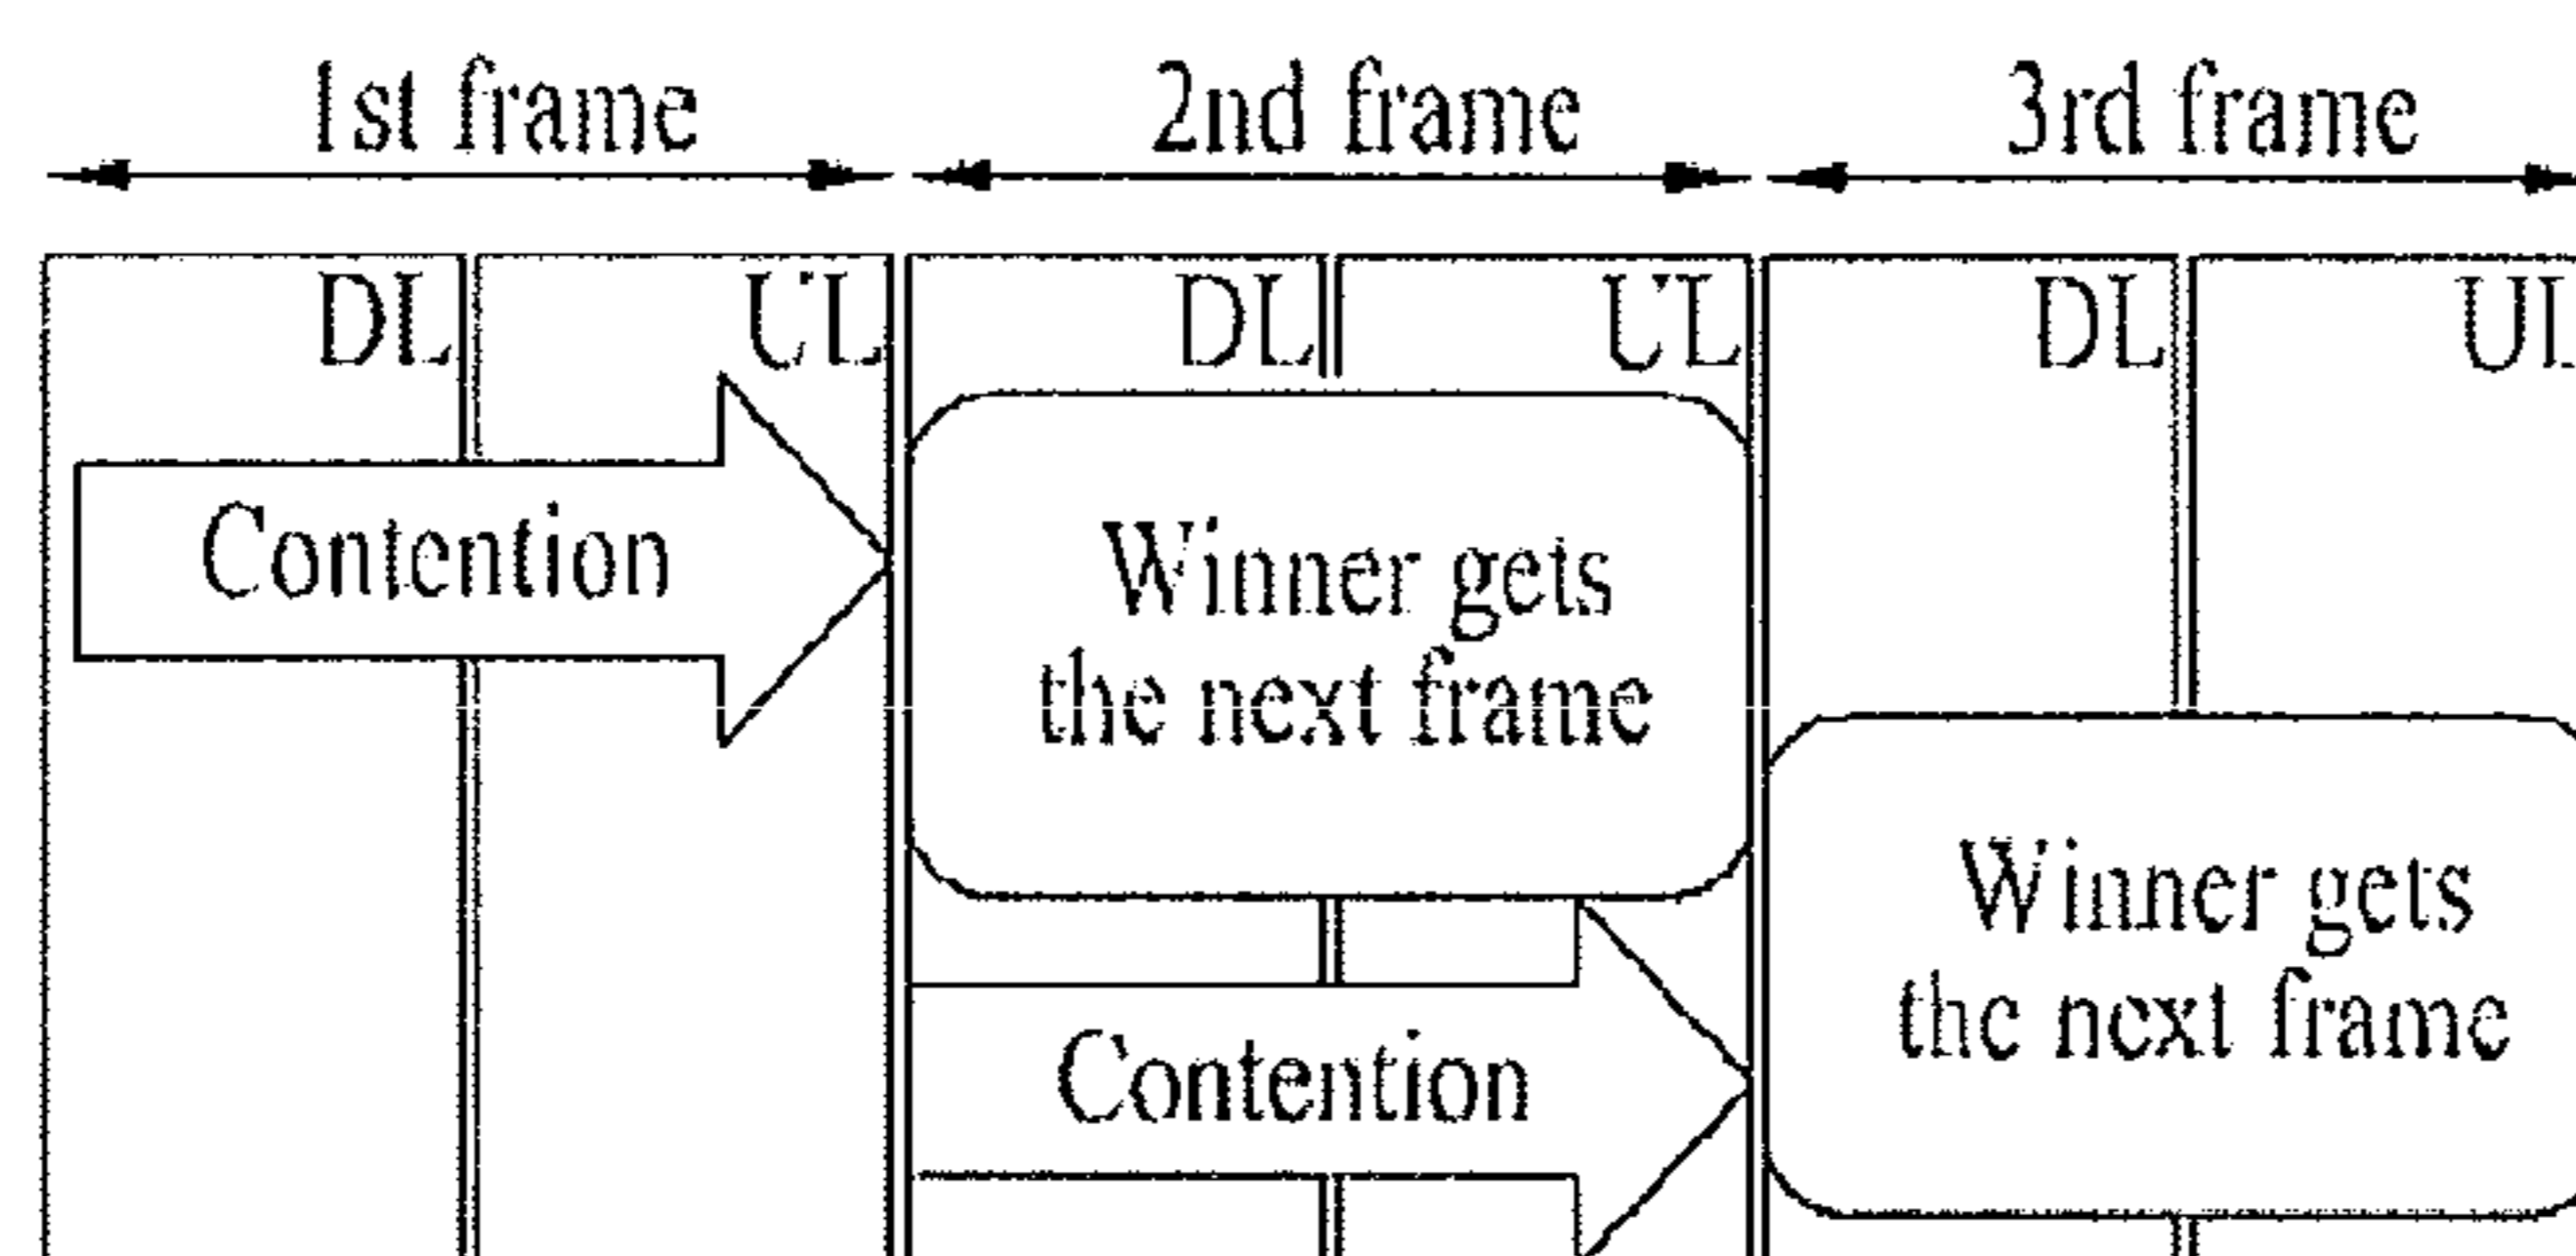 1st frame 2nd frame 3rd frame
DL UL DL UL DL UL
Contention
Winner gets
the next frame
Winner gets
the next frame
Contention